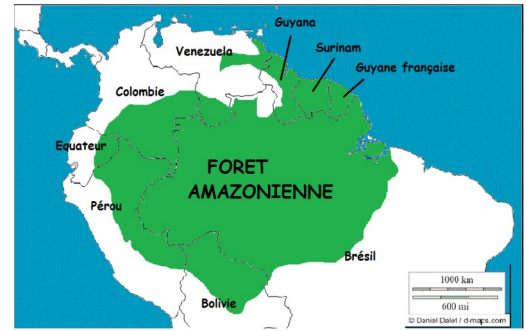 Guyana
Venezuela
Surinam
Guyane française
Colombie
Equateur
FORET
AMAZONIENNE
Pérou
Brésil
Bolivie
1000 km
600 mi
© Daniel Dalet / d-maps.com